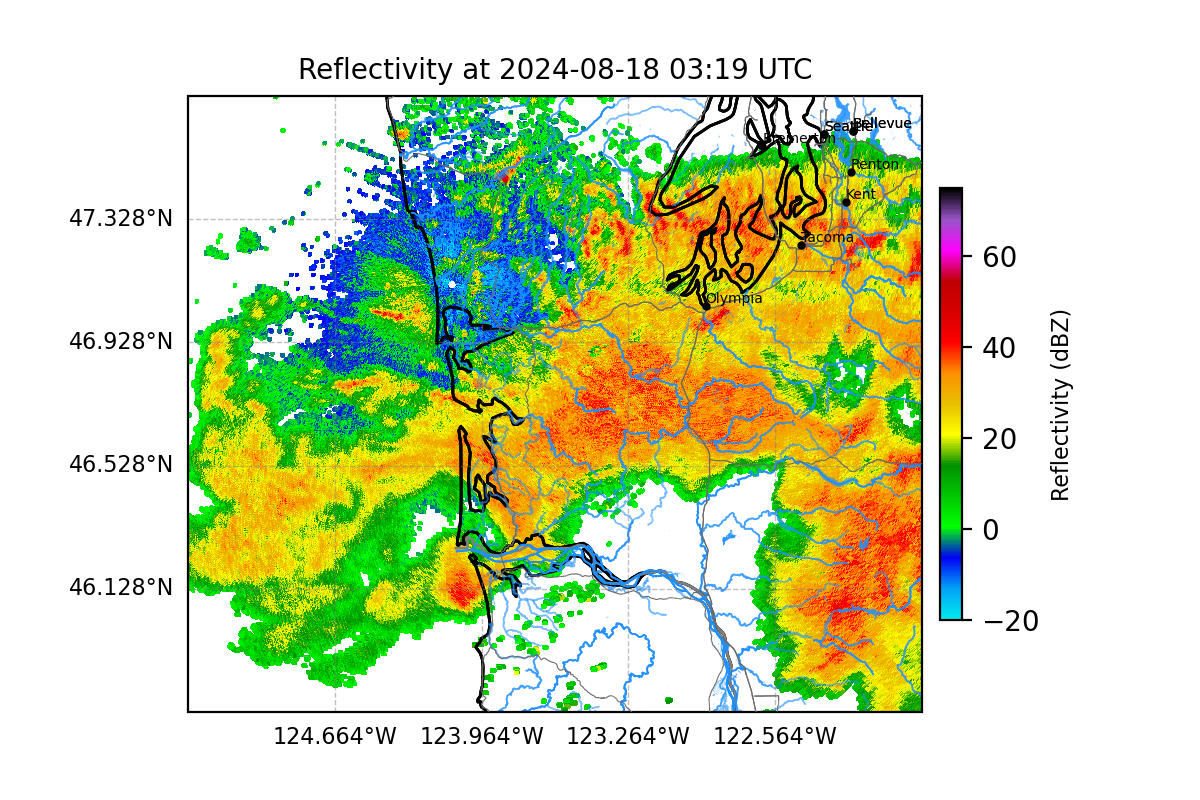 Reflectivity at 2024-08-18 03:19 UTC
Seattle
Bellevue
Bremerton
Renton
Kent
Tacoma
Olympia
47.328°N
46.928°N
46.528°N
46.128°N
124.664°W
123.964°W
123.264°W
122.564°W
60
40
20
0
−20
Reflectivity (dBZ)